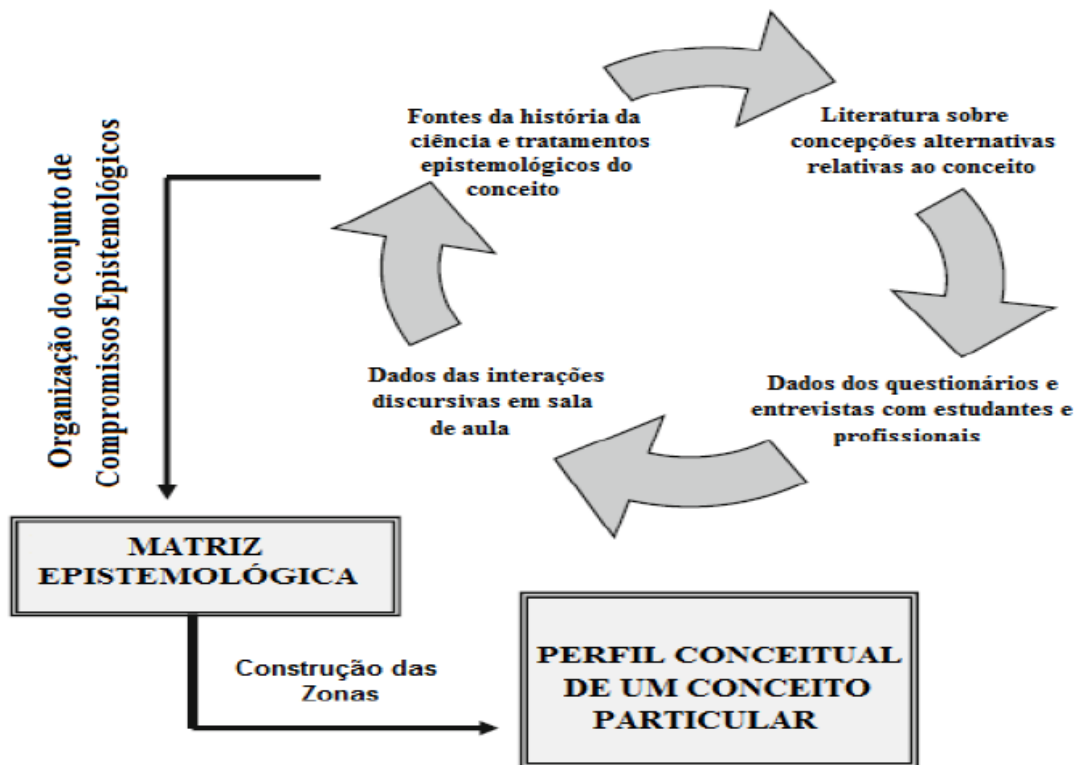 Fontes da história da
ciência e tratamentos
epistemológicos do
conceito
Literatura sobre
concepções alternativas
relativas ao conceito
Dados dos questionários e
entrevistas com estudantes e
profissionais
Dados das interações
discursivas em sala
de aula
Organização do conjunto de
Compromissos Epistemológicos
MATRIZ
EPISTEMOLÓGICA
Construção das
Zonas
PERFIL CONCEITUAL
DE UM CONCEITO
PARTICULAR